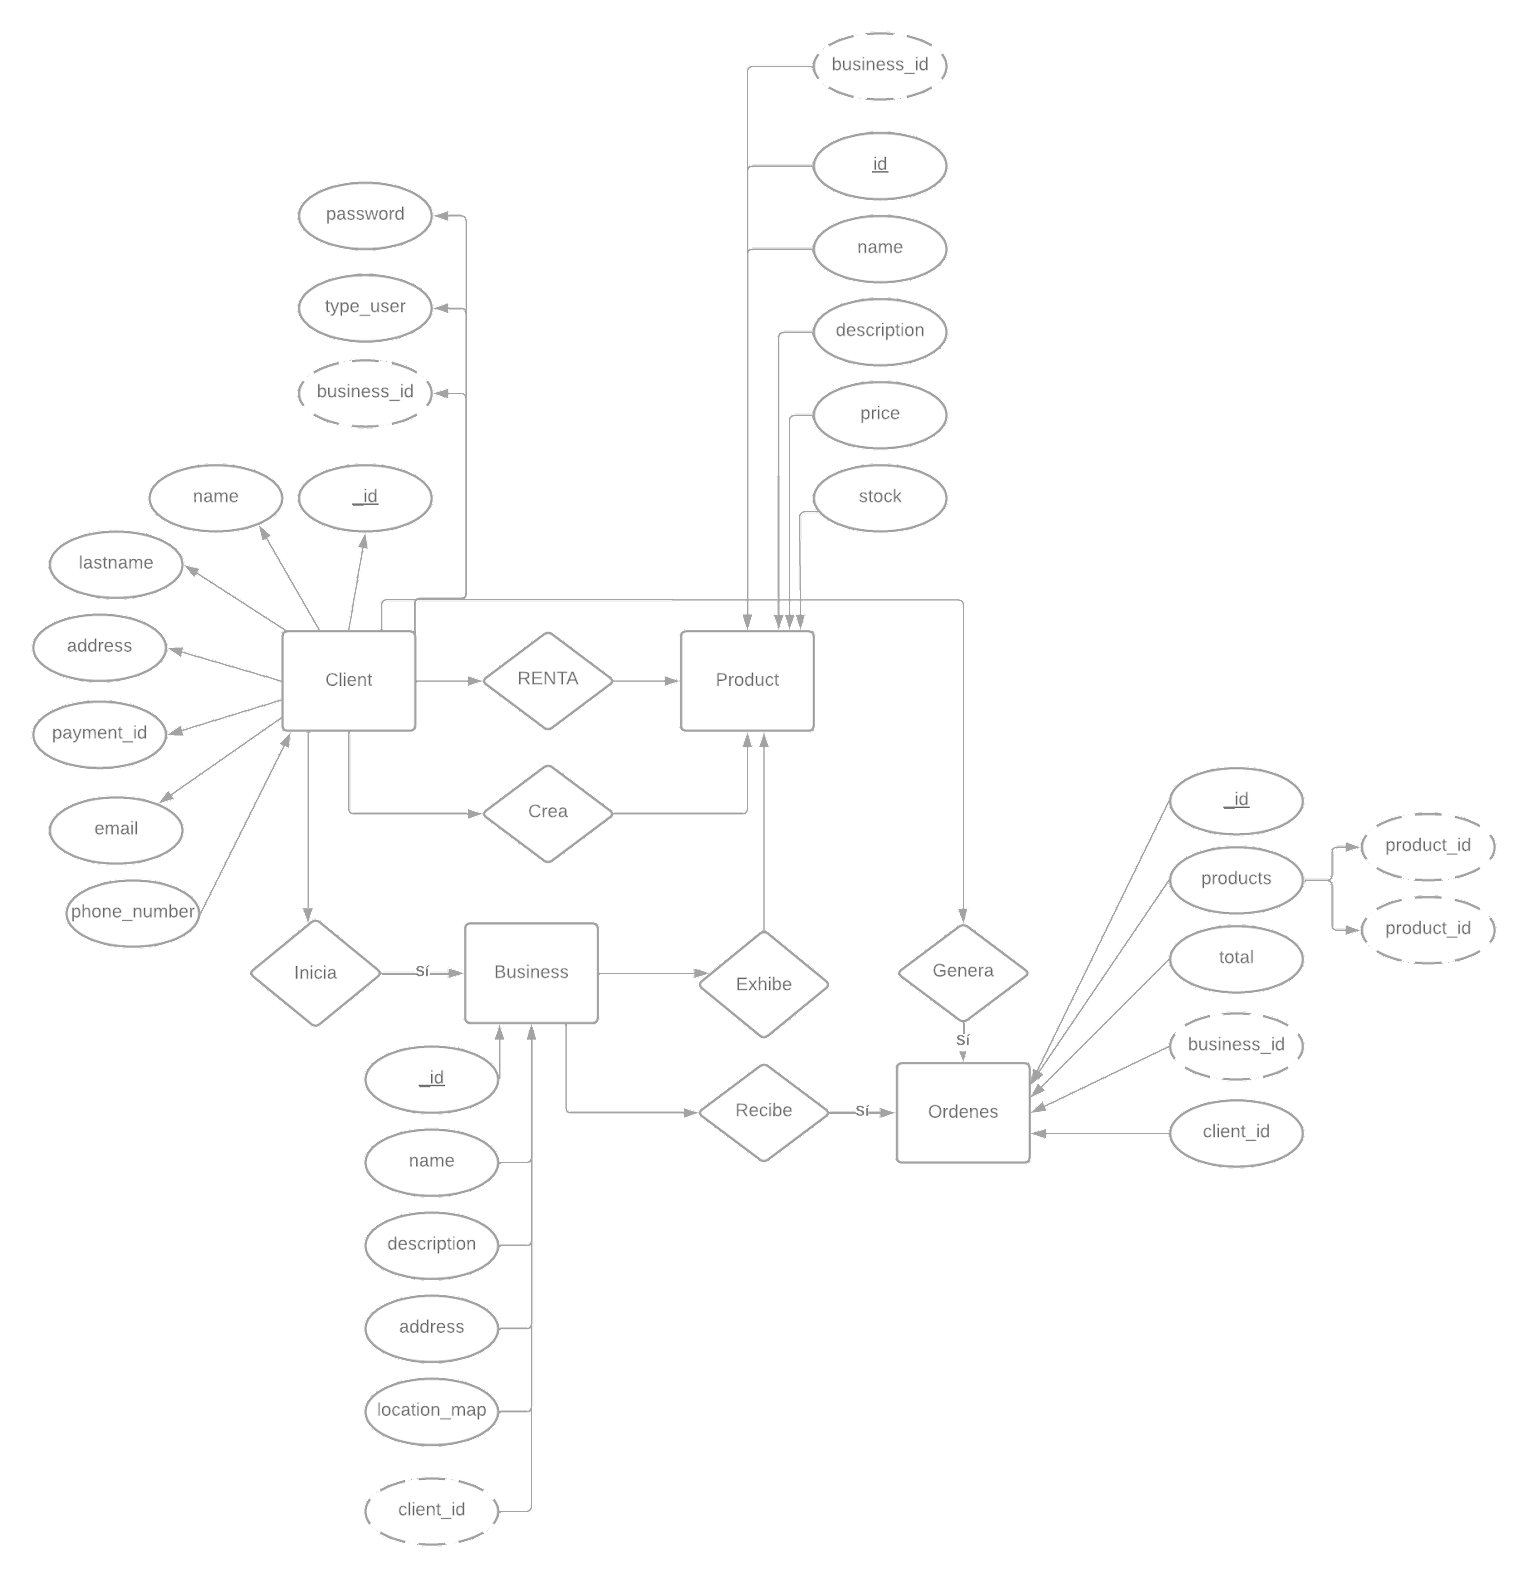 business_id
id
password
name
type_user
description
business_id
price
name
_id
stock
lastname
address
Client
RENTA
Product
payment_id
email
Crea
_id
product_id
products
phone_number
product_id
total
Inicia
sí
Business
Exhibe
Genera
sí
business_id
_id
Recibe
sí
Ordenes
client_id
name
description
address
location_map
client_id